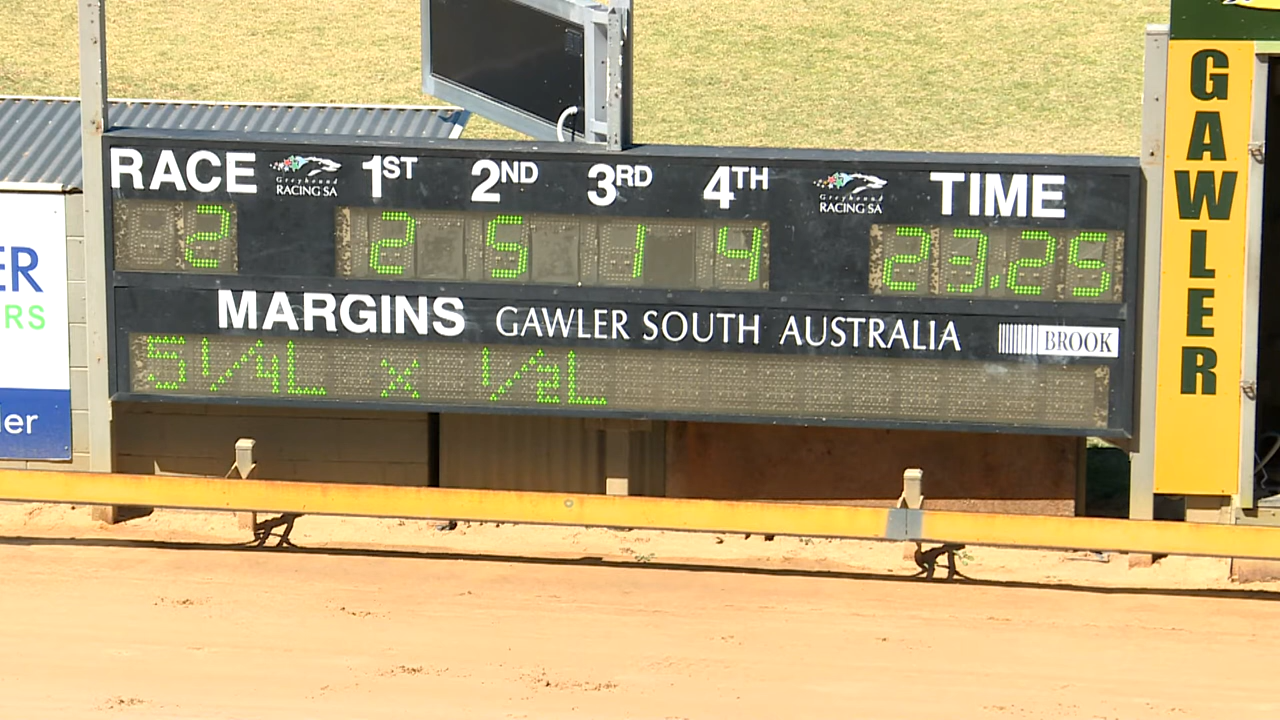 RACE Greyhound RACING SA 1ST 2ND 3RD 4TH Greyhound RACING SA TIME
2 2 5 1 4 23.25
MARGINS GAWLER SOUTH AUSTRALIA BROOK
5 1/4L x 1/2L
GAWLER
ER
RS
ier